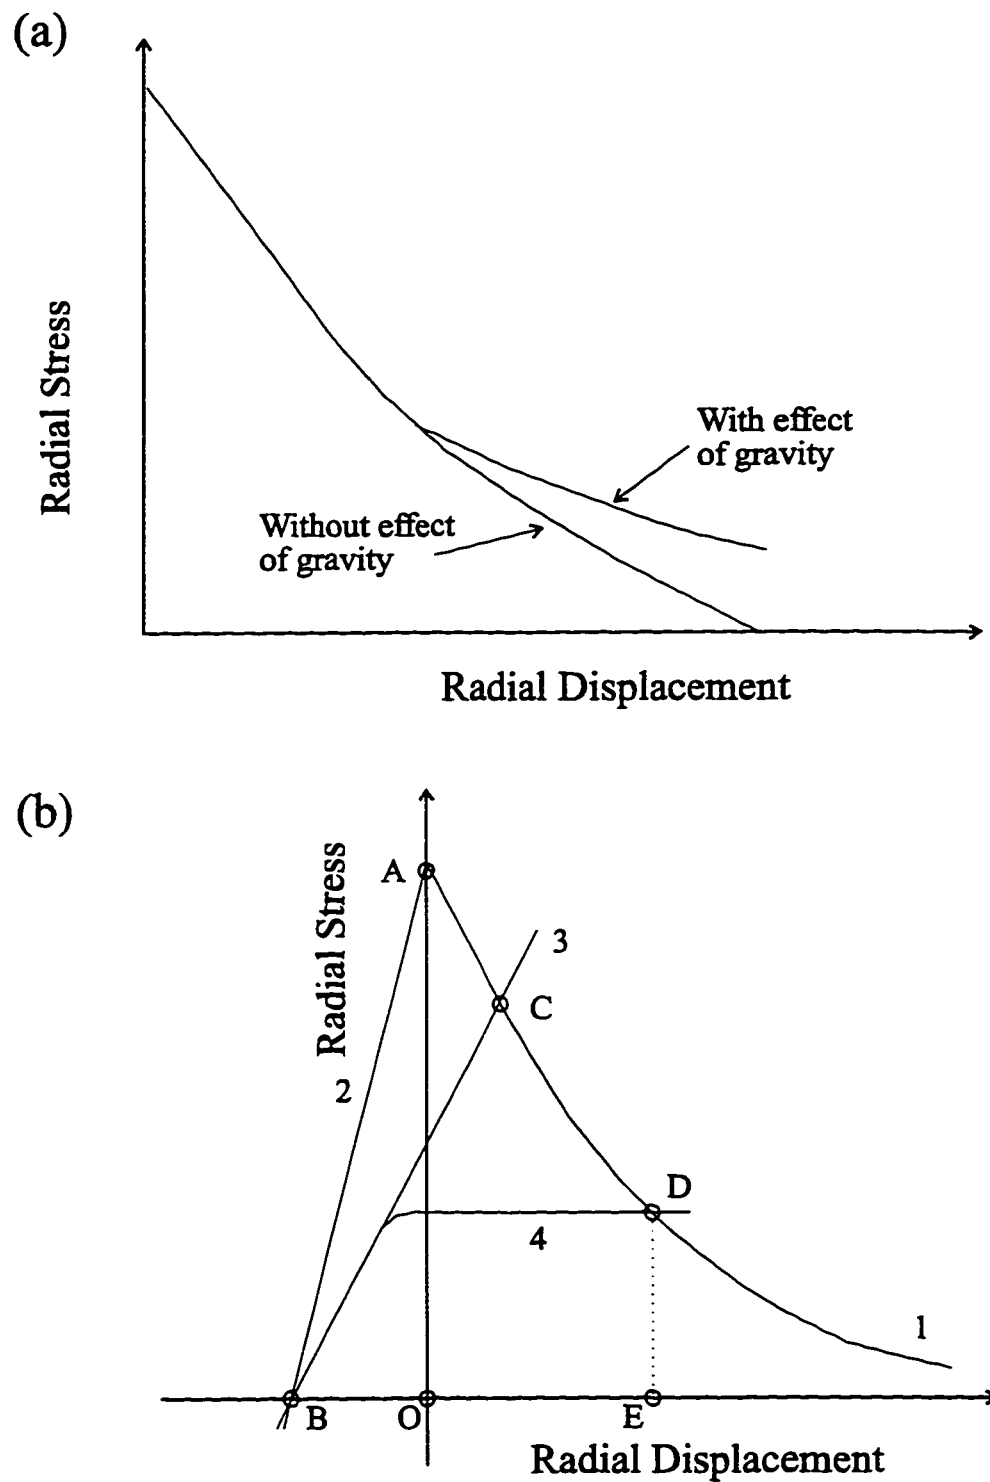 (a)
Radial Stress
With effect
of gravity
Without effect
of gravity
Radial Displacement
(b)
Radial Stress
A
3
C
2
D
4
1
B
O
E
Radial Displacement